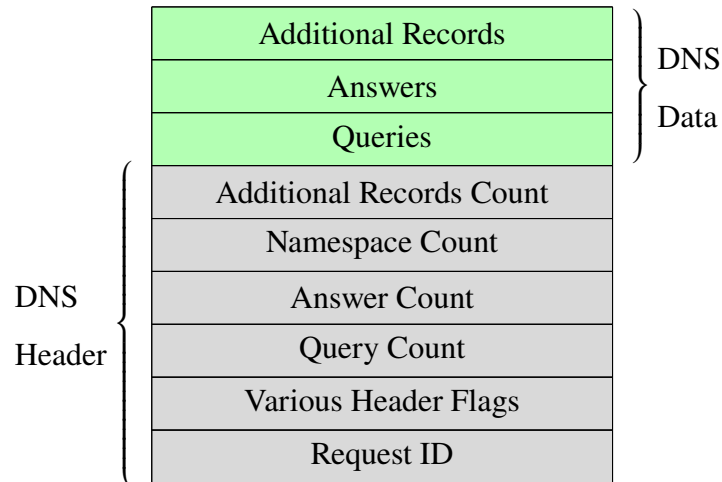 Additional Records
Answers
Queries
DNS
Data
Additional Records Count
Namespace Count
Answer Count
Query Count
Various Header Flags
Request ID
DNS
Header